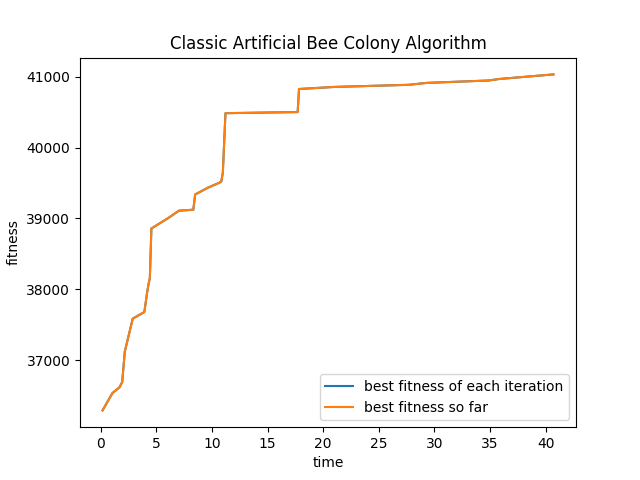 Classic Artificial Bee Colony Algorithm
41000
40000
39000
38000
37000
fitness
best fitness of each iteration
best fitness so far
0 5 10 15 20 25 30 35 40
time